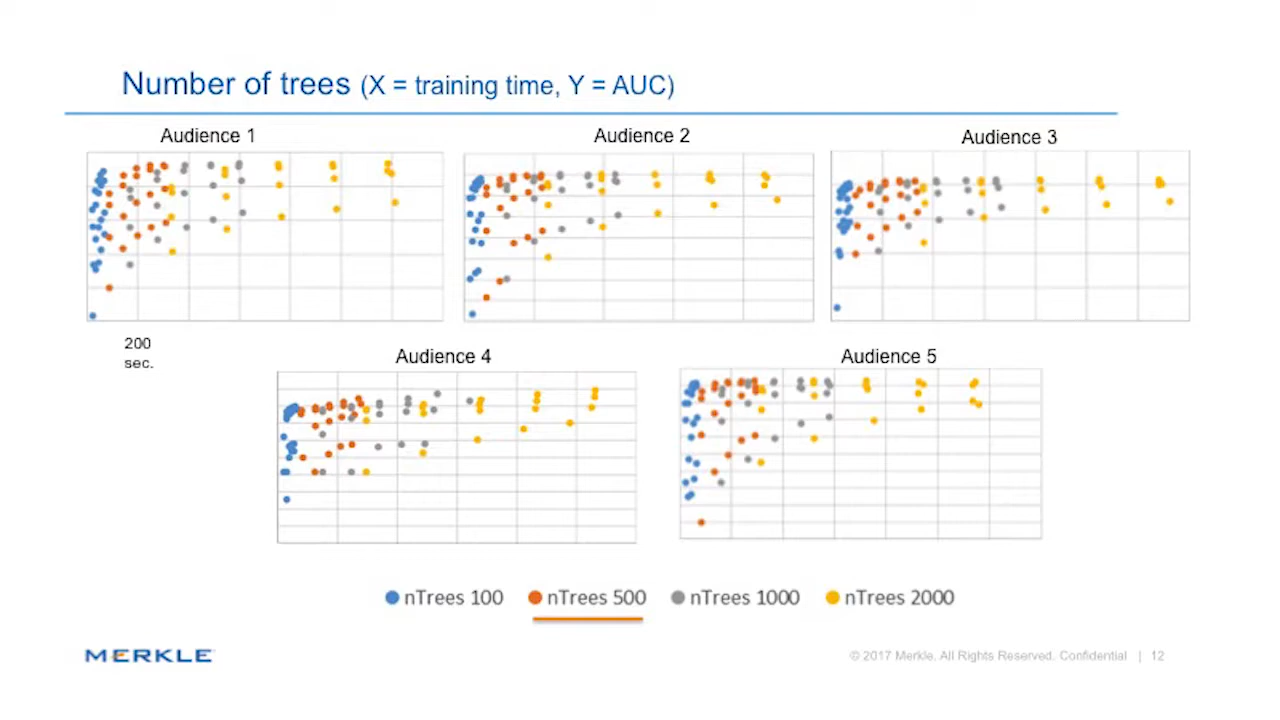 Number of trees (X = training time, Y = AUC)
Audience 1
Audience 2
Audience 3
200
sec.
Audience 4
Audience 5
nTrees 100 nTrees 500 nTrees 1000 nTrees 2000
MERKLE
© 2017 Merkle. All Rights Reserved. Confidential | 12